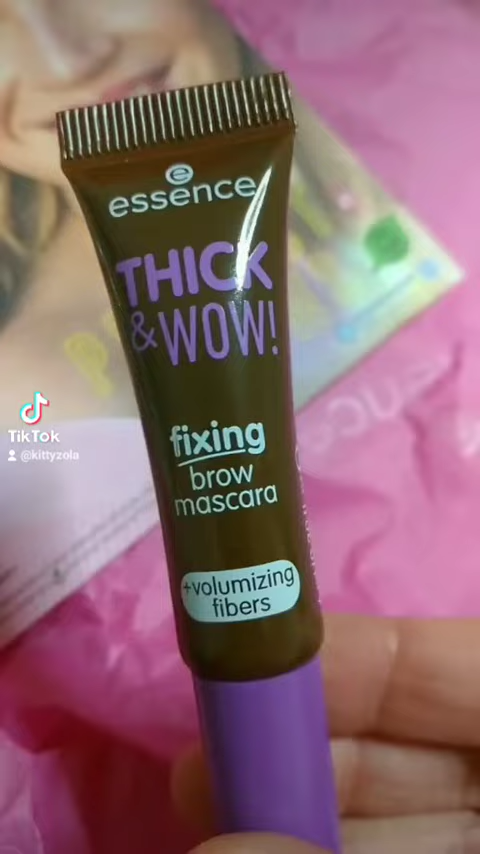 essence
THICK
& WOW!
fixing
brow
mascara
+volumizing
fibers
TikTok
@kittyzola